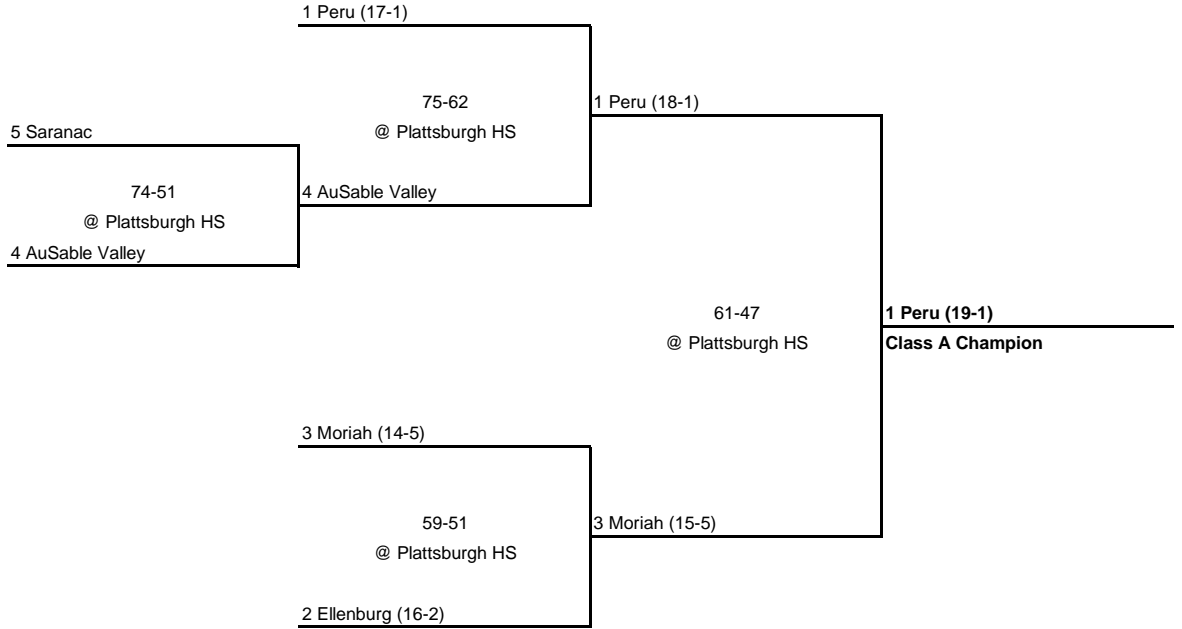 1 Peru (17-1)
75-62
@ Plattsburgh HS
1 Peru (18-1)
5 Saranac
74-51
@ Plattsburgh HS
4 AuSable Valley
4 AuSable Valley
61-47
@ Plattsburgh HS
1 Peru (19-1)
Class A Champion
3 Moriah (14-5)
59-51
@ Plattsburgh HS
3 Moriah (15-5)
2 Ellenburg (16-2)